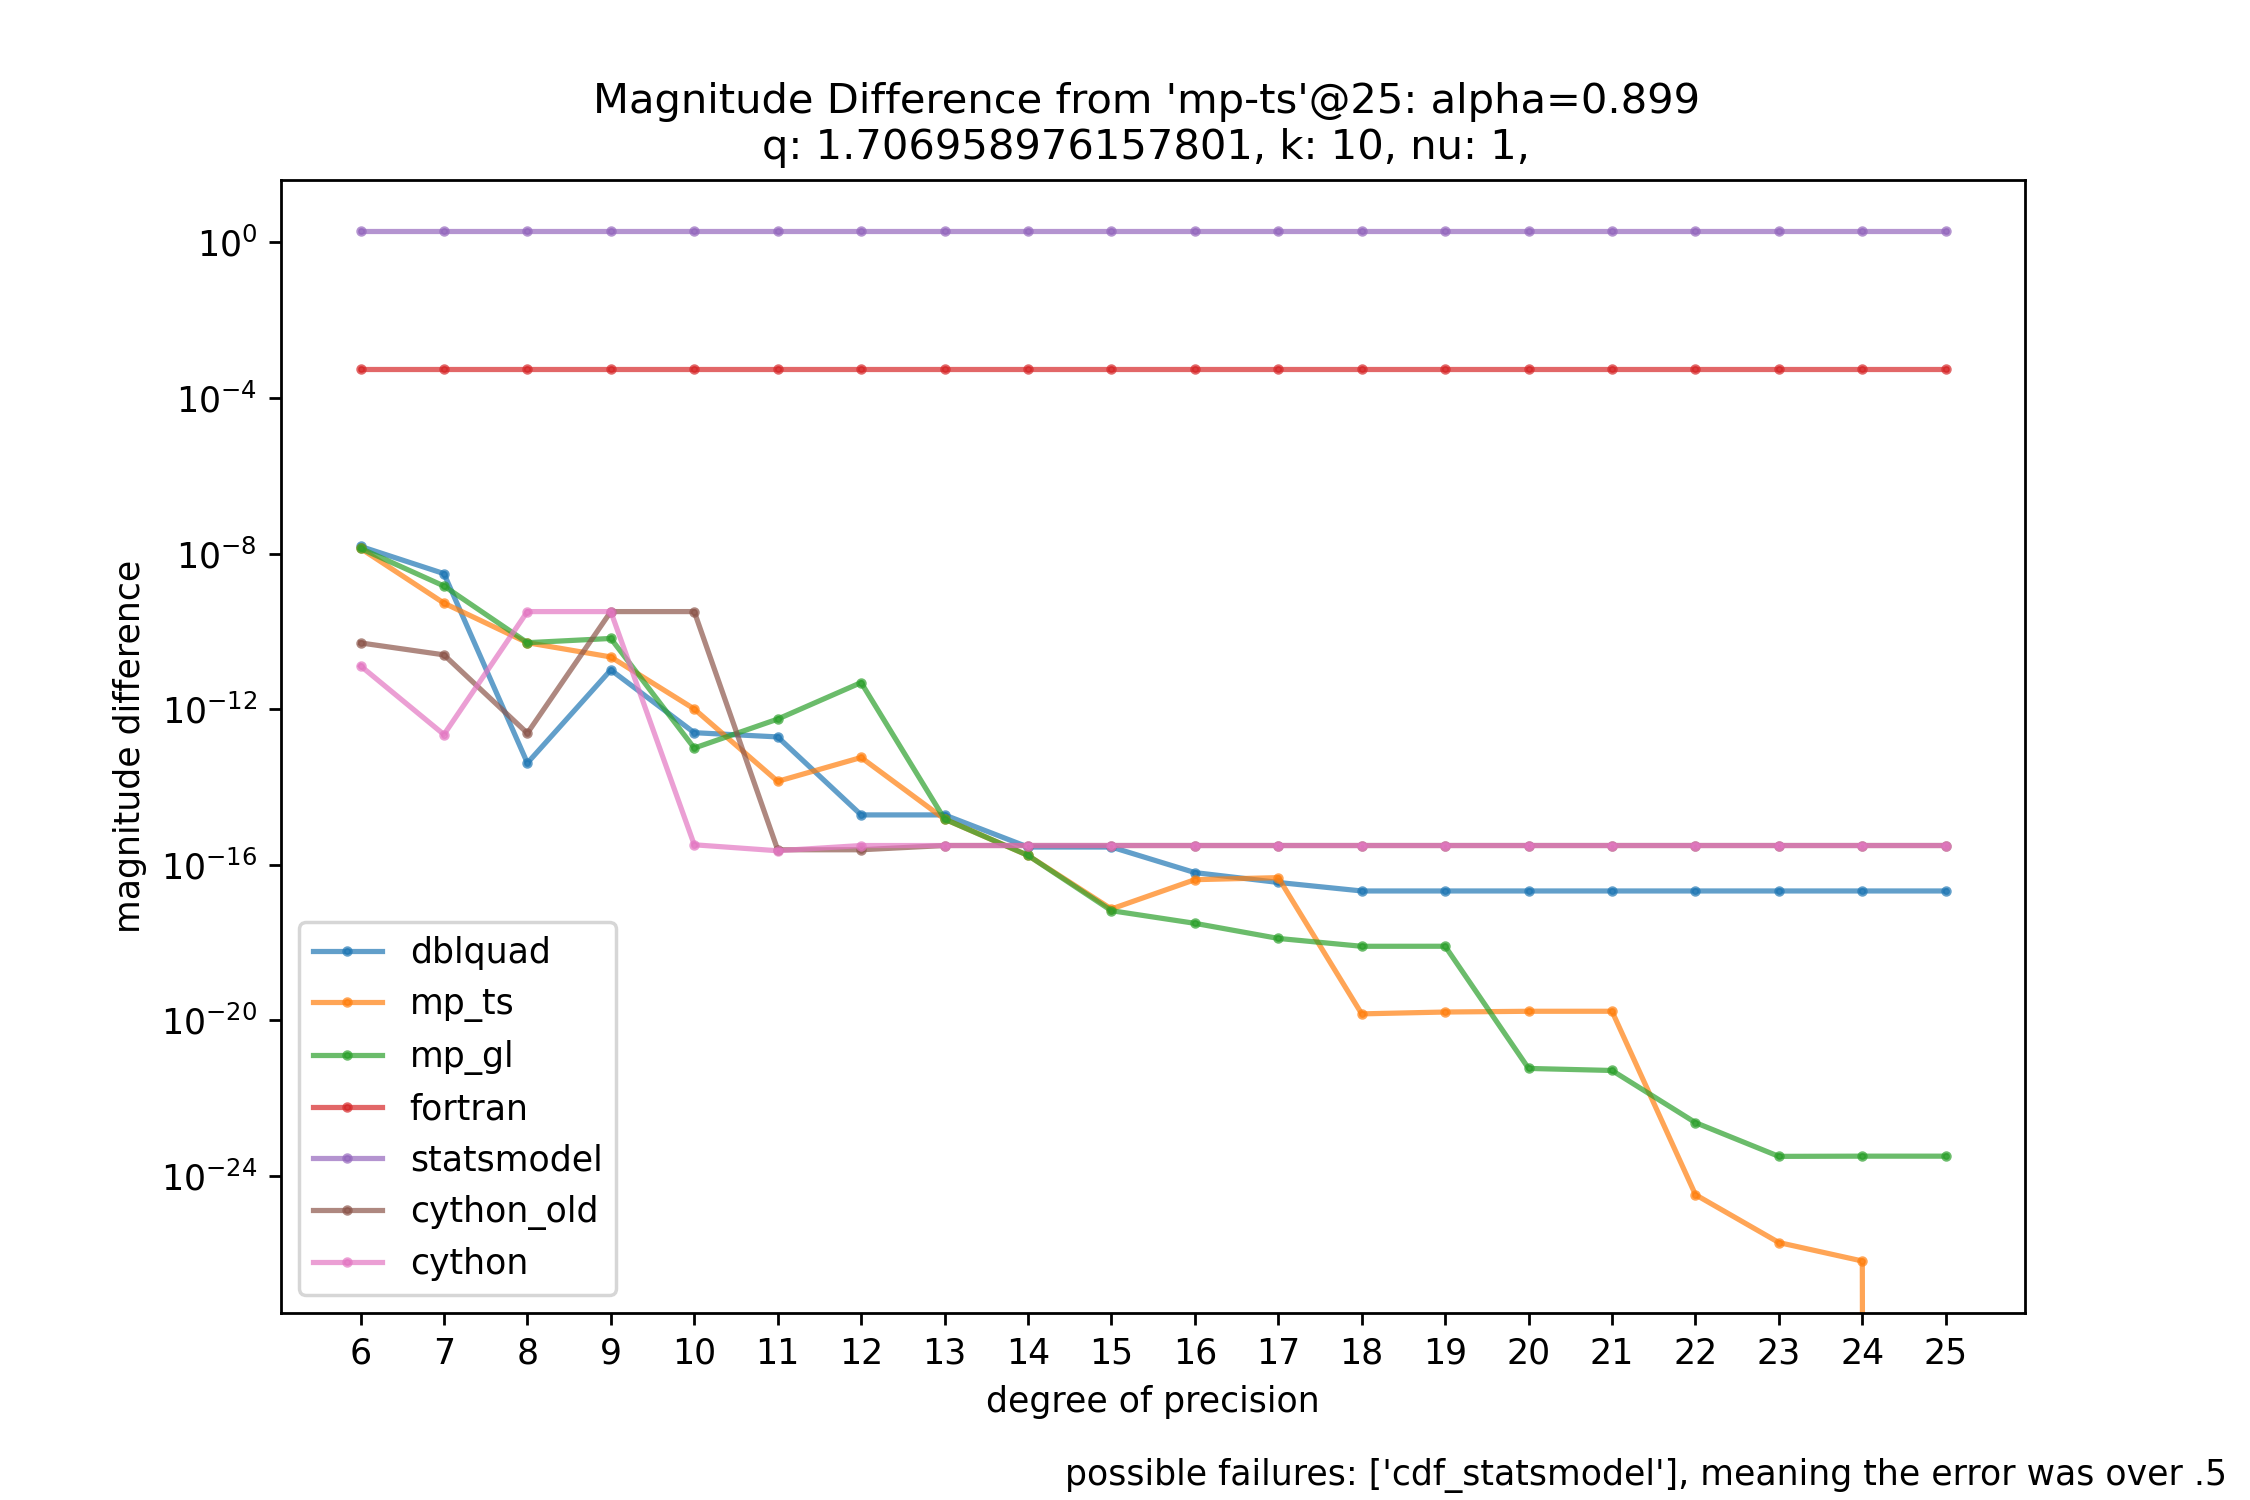 Magnitude Difference from 'mp-ts'@25: alpha=0.899
q: 1.706958976157801, k: 10, nu: 1,
magnitude difference
10⁰
10⁻⁴
10⁻⁸
10⁻¹²
10⁻¹⁶
10⁻²⁰
10⁻²⁴
dblquad
mp_ts
mp_gl
fortran
statsmodel
cython_old
cython
6 7 8 9 10 11 12 13 14 15 16 17 18 19 20 21 22 23 24 25
degree of precision
possible failures: ['cdf_statsmodel'], meaning the error was over .5